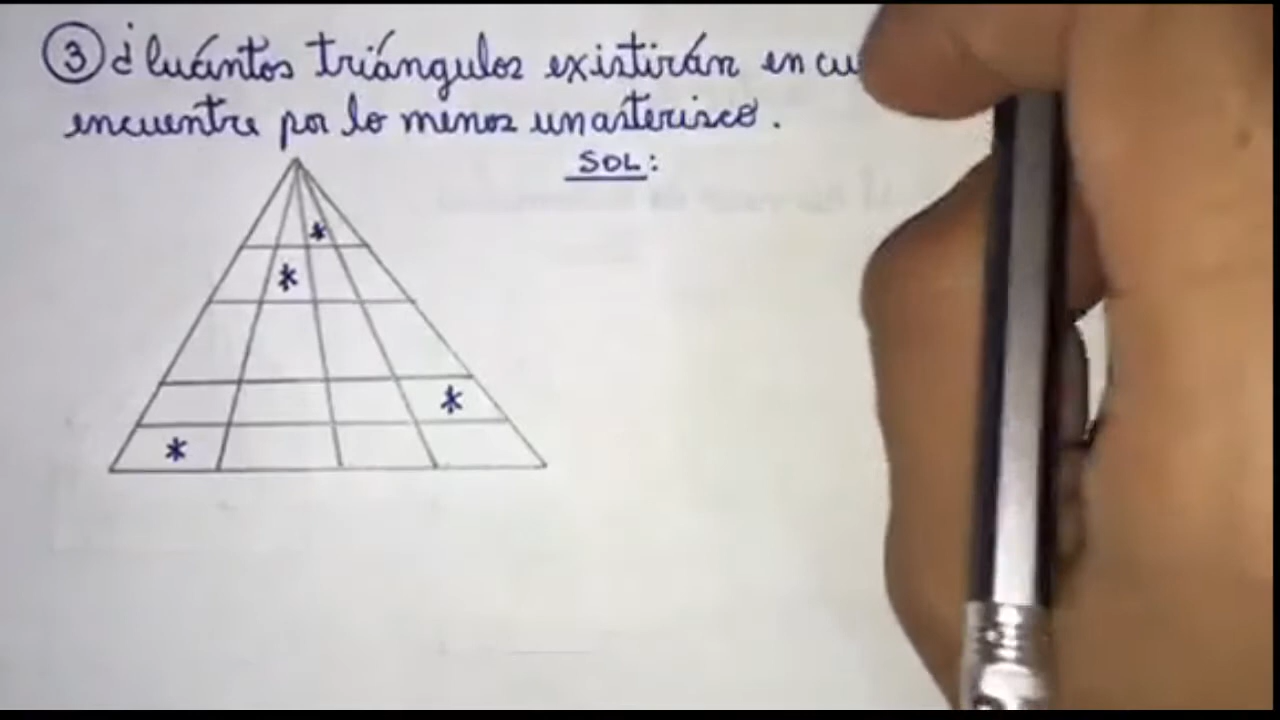 ③ ¿Cuántos triángulos existirán en cu
encuentre por lo menos un asterisco.
SOL:
*
*
*
*